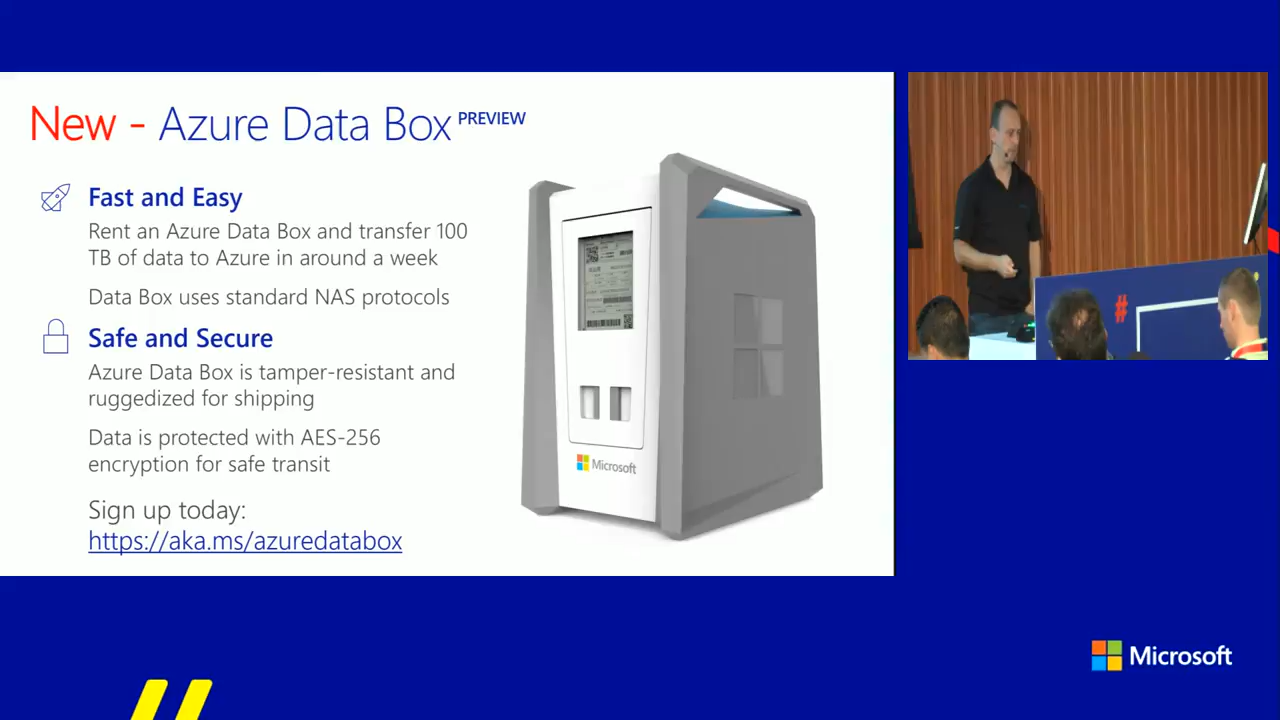 New - Azure Data Box PREVIEW
Fast and Easy
Rent an Azure Data Box and transfer 100
TB of data to Azure in around a week
Data Box uses standard NAS protocols
Safe and Secure
Azure Data Box is tamper-resistant and
ruggedized for shipping
Data is protected with AES-256
encryption for safe transit
Sign up today:
https://aka.ms/azuredatabox
Microsoft
#
Microsoft